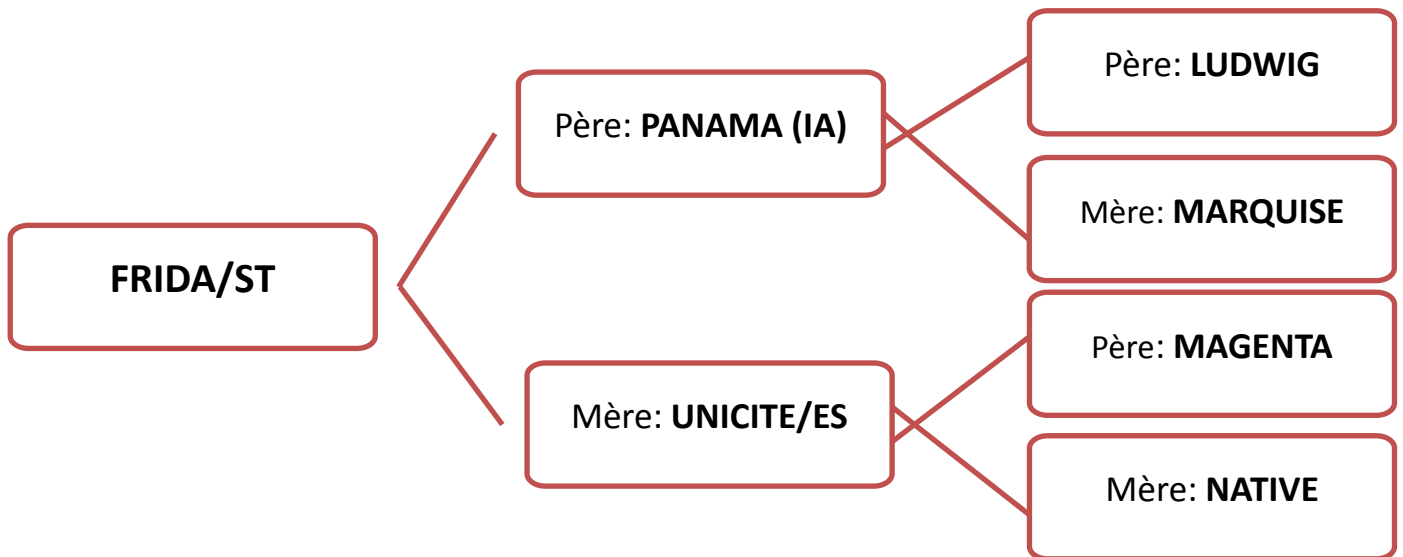 Père: LUDWIG
Père: PANAMA (IA)
Mère: MARQUISE
FRIDA/ST
Père: MAGENTA
Mère: UNICITE/ES
Mère: NATIVE